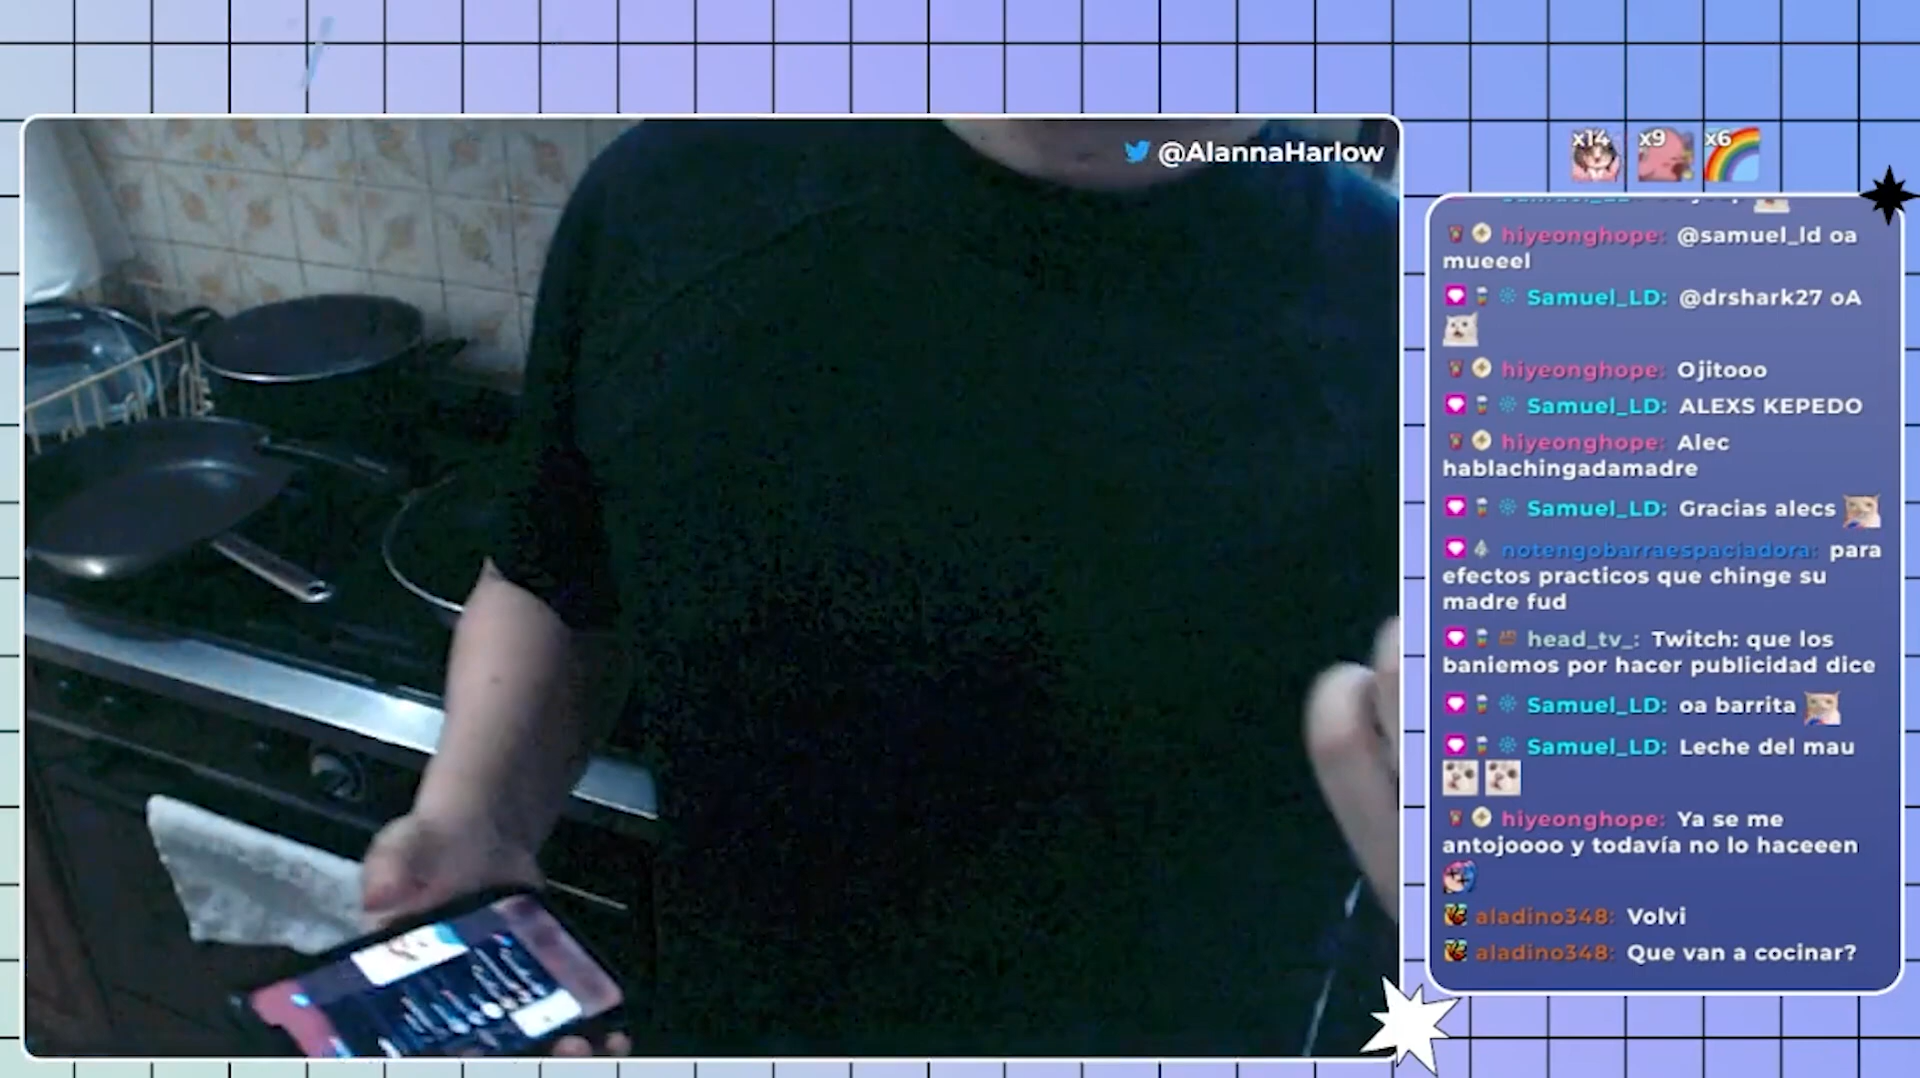 @AlannaHarlow
x14 x9 x6
hiyeonghope: @samuel_ld oa
mueeel
Samuel_LD: @drshark27 oA
hiyeonghope: Ojitooo
Samuel_LD: ALEXS KEPEDO
hiyeonghope: Alec
hablachingadamadre
Samuel_LD: Gracias alecs
notengobarraespaciadora: para
efectos practicos que chinge su
madre fud
head_tv_: Twitch: que los
baniemos por hacer publicidad dice
Samuel_LD: oa barrita
Samuel_LD: Leche del mau
hiyeonghope: Ya se me
antojoooo y todavía no lo haceeen
aladino348: Volvi
aladino348: Que van a cocinar?